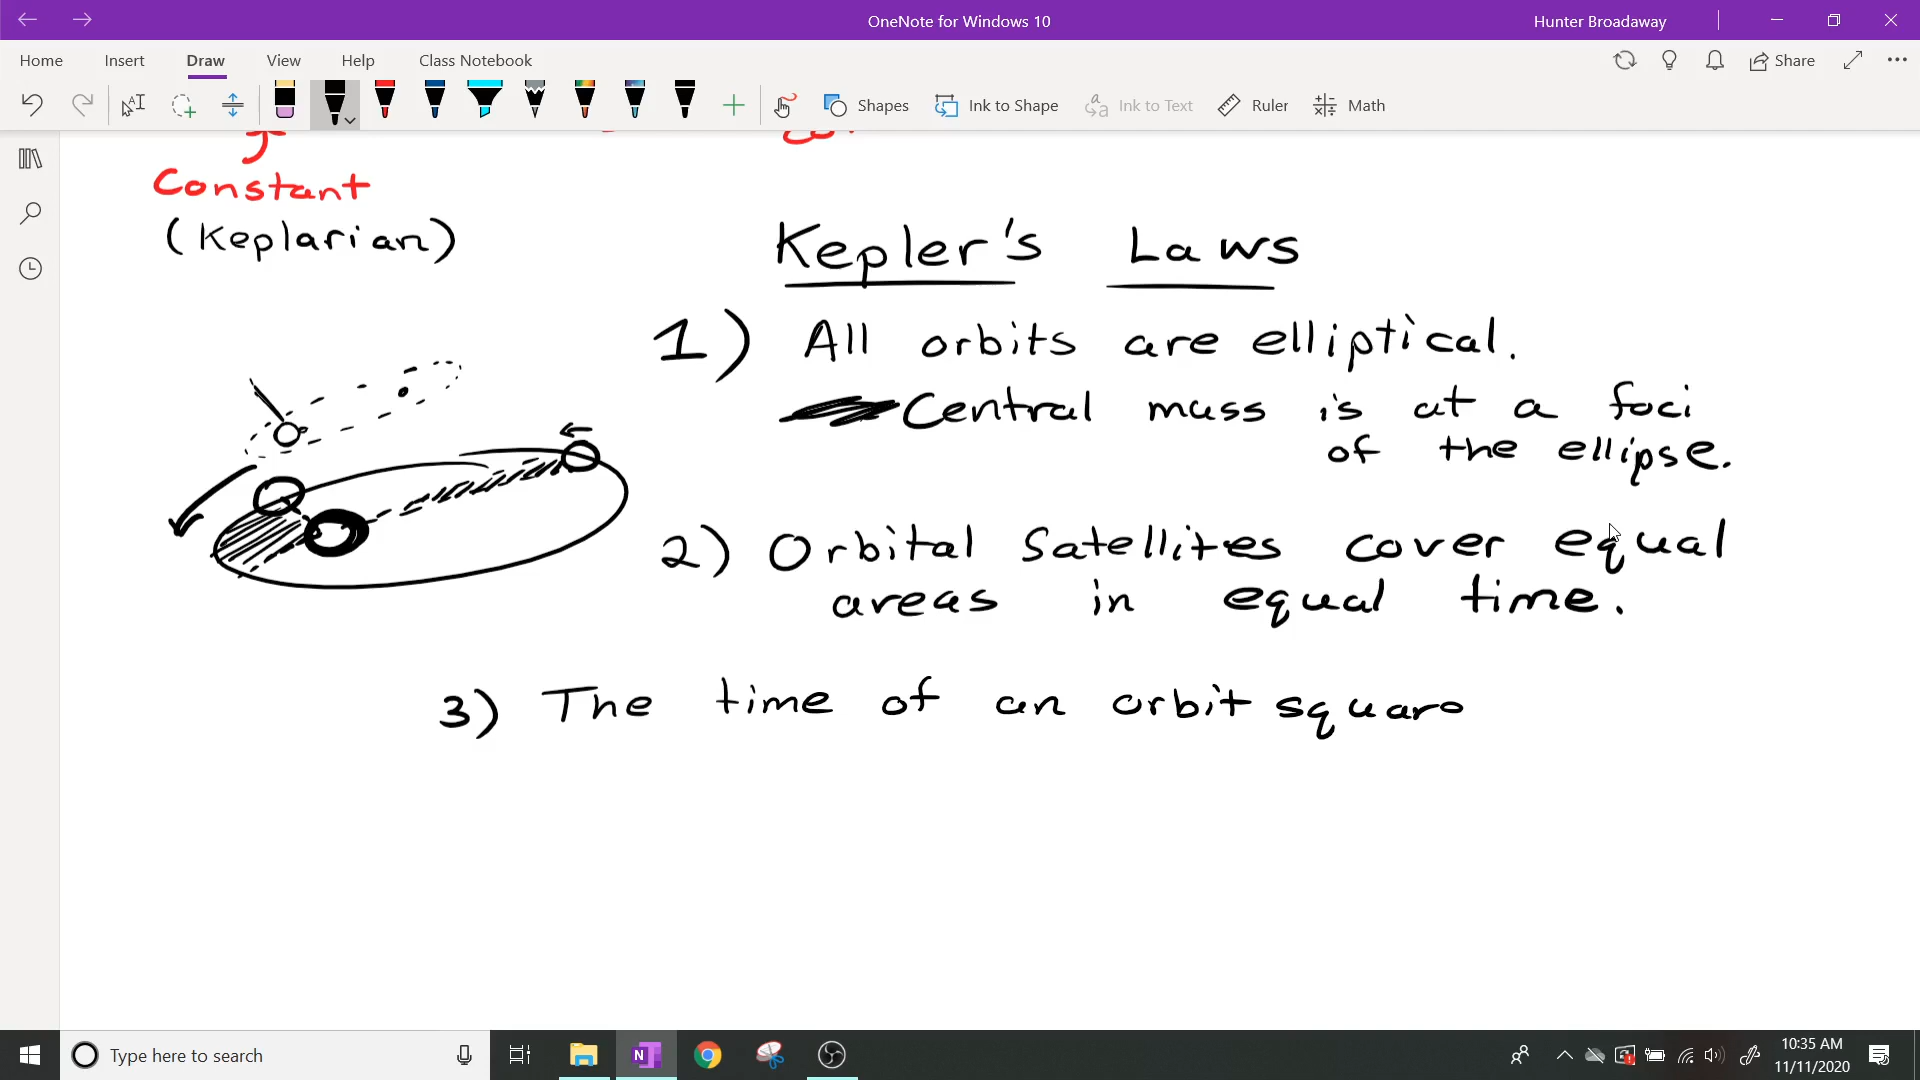 OneNote for Windows 10
Hunter Broadaway
Home Insert Draw View Help Class Notebook
Share
Shapes Ink to Shape Ink to Text Ruler Math
Constant
(Keplarian)
Kepler's Laws
1) All orbits are elliptical.
Central mass is at a foci
of the ellipse.
2) Orbital Satellites cover equal
areas in equal time.
3) The time of an orbit square
Type here to search
10:35 AM
11/11/2020